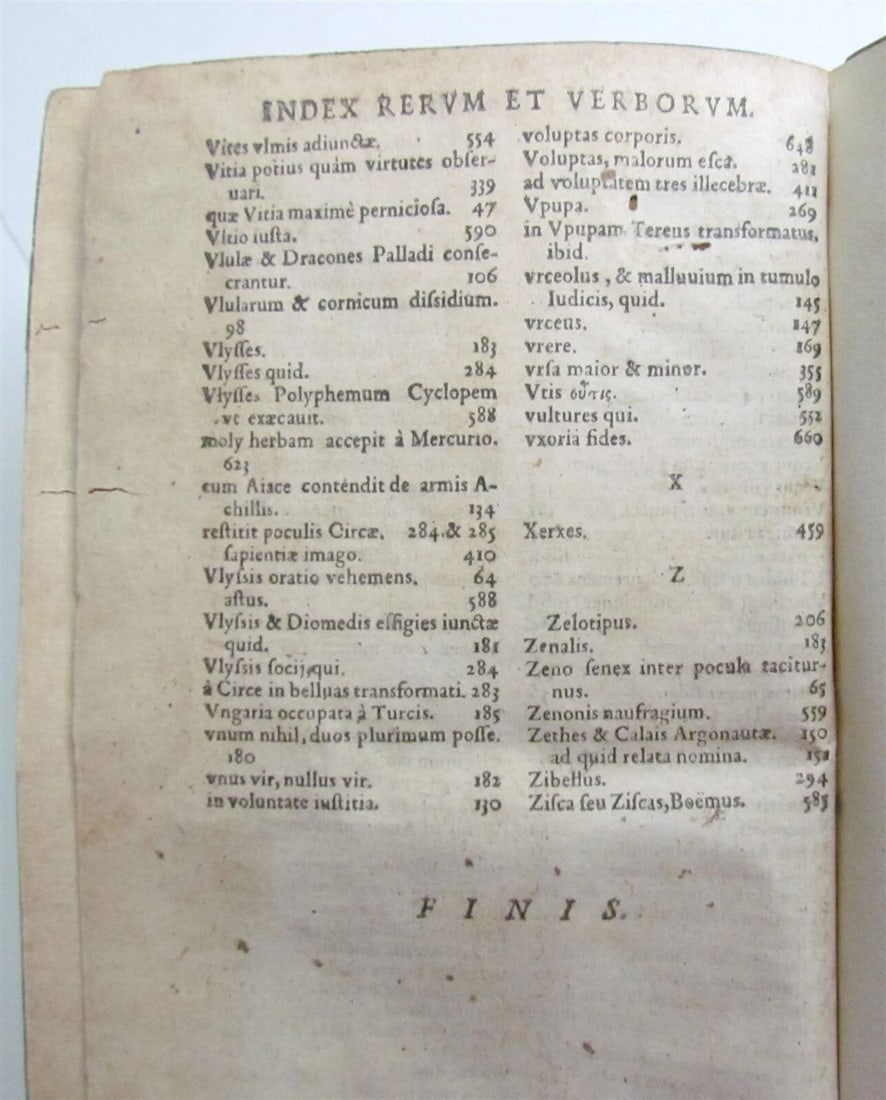 INDEX RERVM ET VERBORVM.
Vites vlmis adiunctæ. 554
Vitia potius quàm virtutes obſer-
uari. 339
quæ Vitia maximè pernicioſa. 47
Vltio iuſta. 590
Vlulæ & Dracones Palladi conſe-
crantur. 106
Vlularum & cornicum diſsidium.
98
Vlyſſes. 183
Vlyſſes quid. 284
Vlyſſes Polyphemum Cyclopem
vt exæcauit. 588
moly herbam accepit à Mercurio.
623
cum Aiace contendit de armis A-
chillis. 134
reſtitit poculis Circæ. 284.& 285
ſapientiæ imago. 410
Vlyſsis oratio vehemens. 64
aſtus. 588
Vlyſsis & Diomedis effigies iunctæ
quid. 181
Vlyſsis ſocij, qui. 284
à Circe in belluas transformati. 283
Vngaria occupata à Turcis. 185
vnum nihil, duos plurimum poſſe.
180
vnus vir, nullus vir. 182
in voluntate iuſtitia. 130
voluptas corporis. 648
Voluptas, malorum eſca. 281
ad voluptatem tres illecebræ. 411
Vpupa. 269
in Vpupam Tereus transformatus,
ibid.
vrceolus, & malluuium in tumulo
Iudicis, quid. 145
vrceus. 147
vrere. 169
vrſa maior & minor. 355
Vtis οὖτις. 589
vultures qui. 552
vxoria fides. 660
X
Xerxes. 459
Z
Zelotipus. 206
Zenalis. 183
Zeno ſenex inter pocula tacitur-
nus. 65
Zenonis naufragium. 559
Zethes & Calais Argonautæ. 150
ad quid relata nomina. 151
Zibellus. 294
Ziſca ſeu Ziſcas, Boëmus. 585
FINIS.